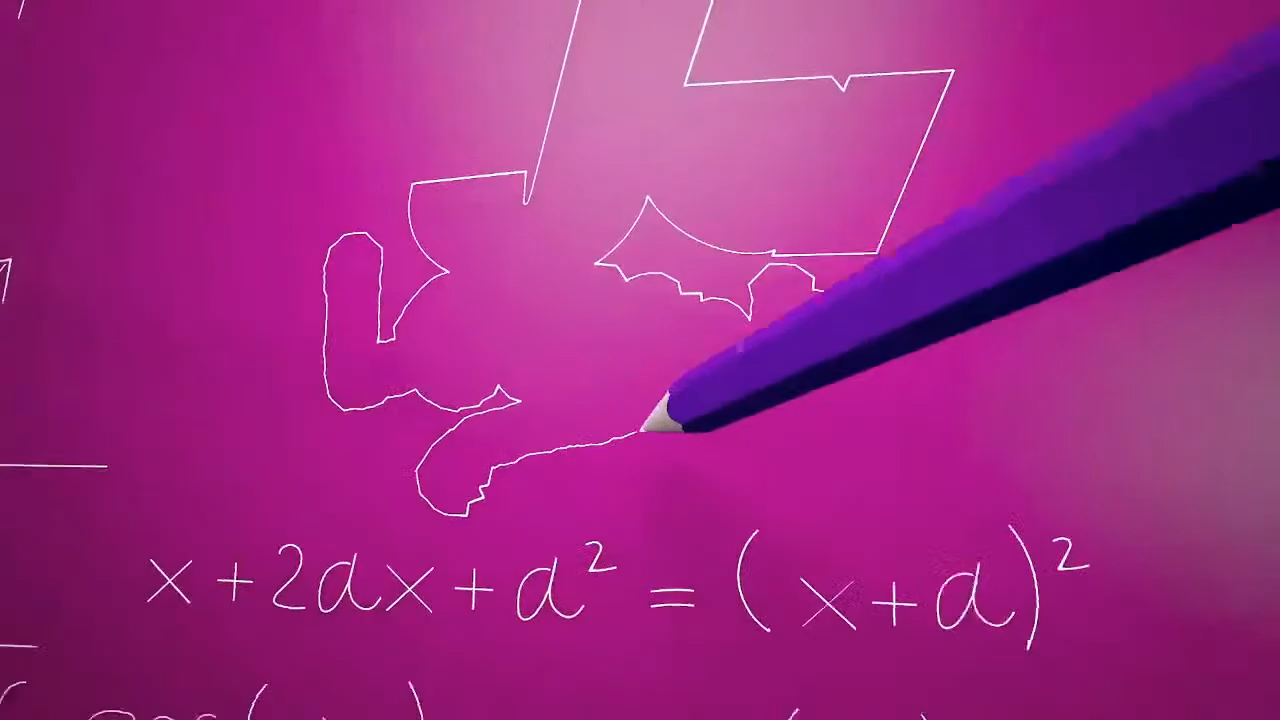 x+2ax+a² = (x+a)²